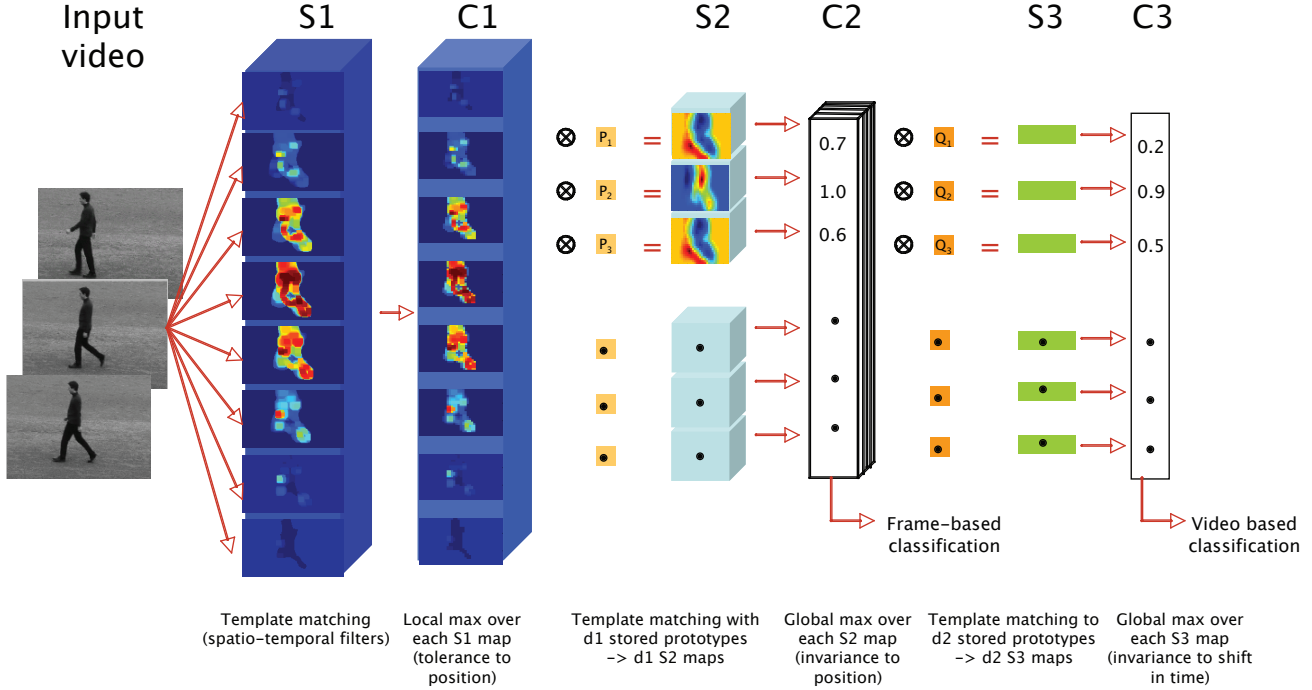 Input
video
S1
C1
S2
C2
S3
C3
⊗ P1 =
⊗ P2 =
⊗ P3 =
0.7
1.0
0.6
⊗ Q1 =
⊗ Q2 =
⊗ Q3 =
0.2
0.9
0.5
Frame-based
classification
Video based
classification
Template matching
(spatio-temporal filters)
Local max over
each S1 map
(tolerance to
position)
Template matching with
d1 stored prototypes
-> d1 S2 maps
Global max over
each S2 map
(invariance to
position)
Template matching to
d2 stored prototypes
-> d2 S3 maps
Global max over
each S3 map
(invariance to shift
in time)